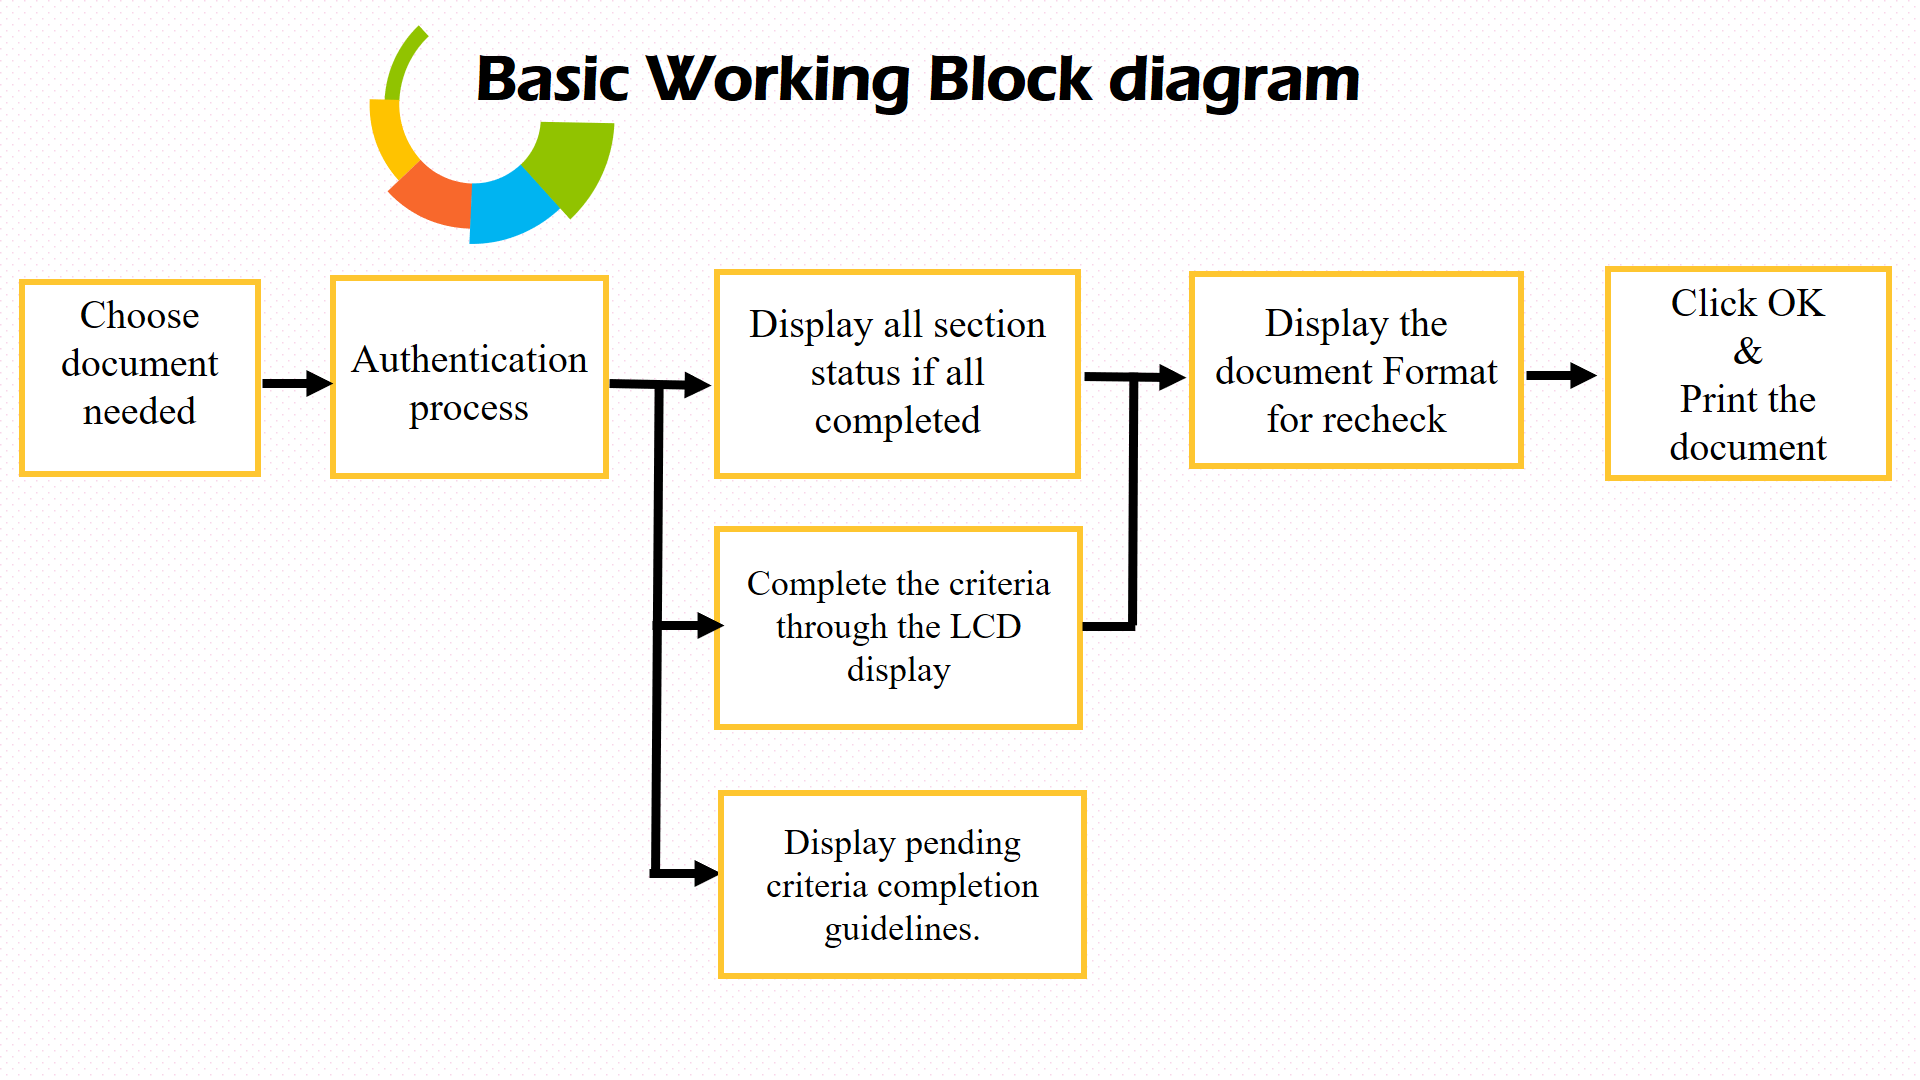 Basic Working Block diagram
Choose
document
needed
Authentication
process
Display all section
status if all
completed
Display the
document Format
for recheck
Click OK
&
Print the
document
Complete the criteria
through the LCD
display
Display pending
criteria completion
guidelines.